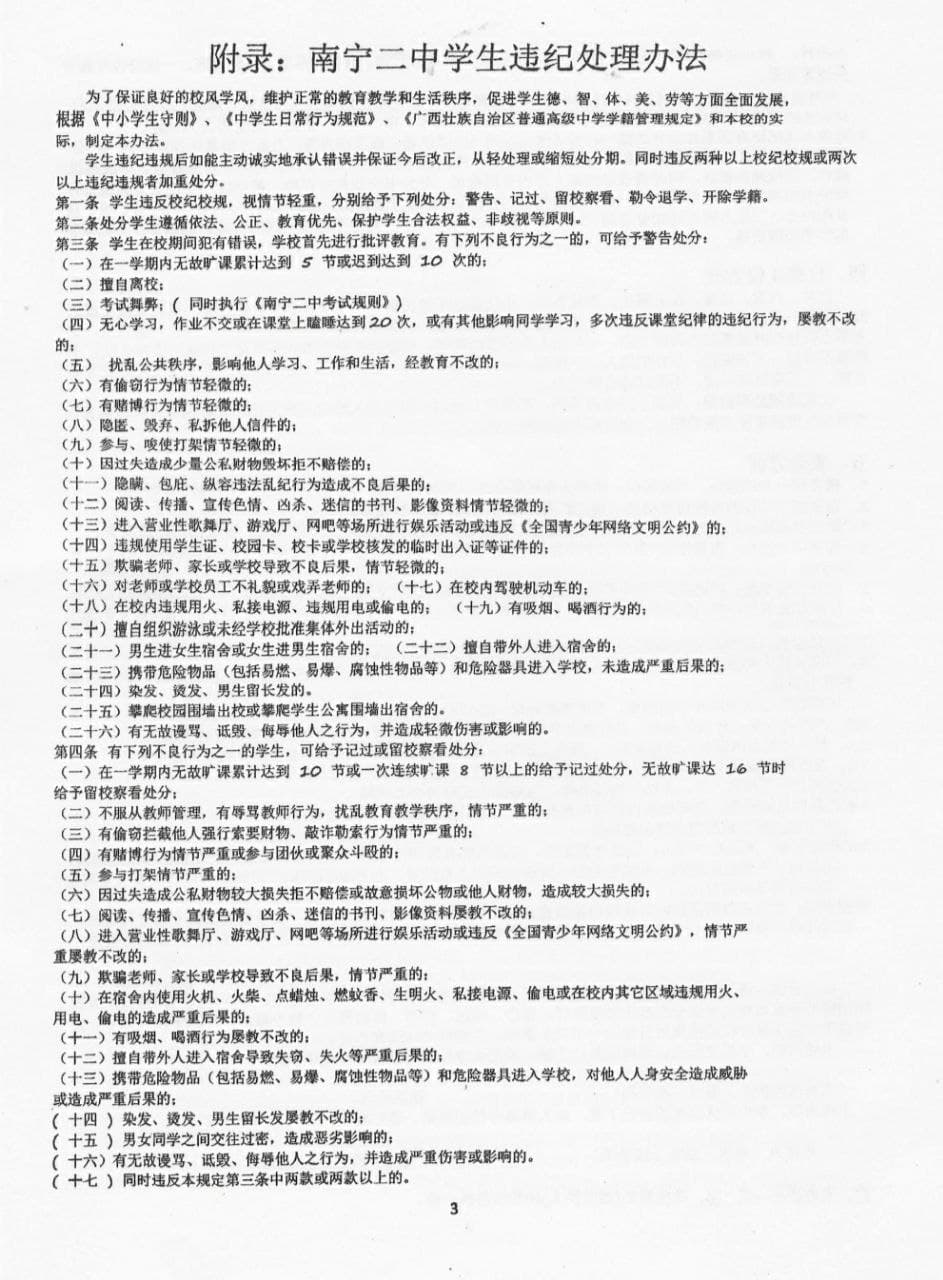 附录：南宁二中学生违纪处理办法
为了保证良好的校风学风，维护正常的教育教学和生活秩序，促进学生德、智、体、美、劳等方面全面发展，
根据《中小学生守则》、《中学生日常行为规范》、《广西壮族自治区普通高级中学学籍管理规定》和本校的实
际，制定本办法。
学生违纪违规后如能主动诚实地承认错误并保证今后改正，从轻处理或缩短处分期。同时违反两种以上校纪校规或两次
以上违纪违规者加重处分。
第一条 学生违反校纪校规，视情节轻重，分别给予下列处分：警告、记过、留校察看、勒令退学、开除学籍。
第二条处分学生遵循依法、公正、教育优先、保护学生合法权益、非歧视等原则。
第三条 学生在校期间犯有错误，学校首先进行批评教育。有下列不良行为之一的，可给予警告处分：
（一）在一学期内无故旷课累计达到 5 节或迟到达到 10 次的；
（二）擅自离校；
（三）考试舞弊；( 同时执行《南宁二中考试规则》)
（四）无心学习，作业不交或在课堂上瞌睡达到20次，或有其他影响同学学习，多次违反课堂纪律的违纪行为，屡教不改
的；
（五） 扰乱公共秩序，影响他人学习、工作和生活，经教育不改的；
（六）有偷窃行为情节轻微的；
（七）有赌博行为情节轻微的；
（八）隐匿、毁弃、私拆他人信件的；
（九）参与、唆使打架情节轻微的；
（十）因过失造成少量公私财物毁坏拒不赔偿的；
（十一）隐瞒、包庇、纵容违法乱纪行为造成不良后果的；
（十二）阅读、传播、宣传色情、凶杀、迷信的书刊、影像资料情节轻微的；
（十三）进入营业性歌舞厅、游戏厅、网吧等场所进行娱乐活动或违反《全国青少年网络文明公约》的；
（十四）违规使用学生证、校园卡、校卡或学校核发的临时出入证等证件的；
（十五）欺骗老师、家长或学校导致不良后果，情节轻微的；
（十六）对老师或学校员工不礼貌或戏弄老师的； （十七）在校内驾驶机动车的；
（十八）在校内违规用火、私接电源、违规用电或偷电的； （十九）有吸烟、喝酒行为的；
（二十）擅自组织游泳或未经学校批准集体外出活动的；
（二十一）男生进女生宿舍或女生进男生宿舍的； （二十二）擅自带外人进入宿舍的；
（二十三）携带危险物品（包括易燃、易爆、腐蚀性物品等）和危险器具进入学校，未造成严重后果的；
（二十四）染发、烫发、男生留长发的。
（二十五）攀爬校园围墙出校或攀爬学生公寓围墙出宿舍的。
（二十六）有无故谩骂、诋毁、侮辱他人之行为，并造成轻微伤害或影响的。
第四条 有下列不良行为之一的学生，可给予记过或留校察看处分：
（一）在一学期内无故旷课累计达到 10 节或一次连续旷课 8 节以上的给予记过处分，无故旷课达 16 节时
给予留校察看处分；
（二）不服从教师管理，有辱骂教师行为，扰乱教育教学秩序，情节严重的；
（三）有偷窃拦截他人强行索要财物、敲诈勒索行为情节严重的；
（四）有赌博行为情节严重或参与团伙或聚众斗殴的；
（五）参与打架情节严重的；
（六）因过失造成公私财物较大损失拒不赔偿或故意损坏公物或他人财物，造成较大损失的；
（七）阅读、传播、宣传色情、凶杀、迷信的书刊、影像资料屡教不改的；
（八）进入营业性歌舞厅、游戏厅、网吧等场所进行娱乐活动或违反《全国青少年网络文明公约》，情节严
重屡教不改的；
（九）欺骗老师、家长或学校导致不良后果，情节严重的；
（十）在宿舍内使用火机、火柴、点蜡烛、燃蚊香、生明火、私接电源、偷电或在校内其它区域违规用火、
用电、偷电的造成严重后果的；
（十一）有吸烟、喝酒行为屡教不改的；
（十二）擅自带外人进入宿舍导致失窃、失火等严重后果的；
（十三）携带危险物品（包括易燃、易爆、腐蚀性物品等）和危险器具进入学校，对他人人身安全造成威胁
或造成严重后果的；
( 十四 ) 染发、烫发、男生留长发屡教不改的；
( 十五 ) 男女同学之间交往过密，造成恶劣影响的；
( 十六）有无故谩骂、诋毁、侮辱他人之行为，并造成严重伤害或影响的。
( 十七 ) 同时违反本规定第三条中两款或两款以上的。
3